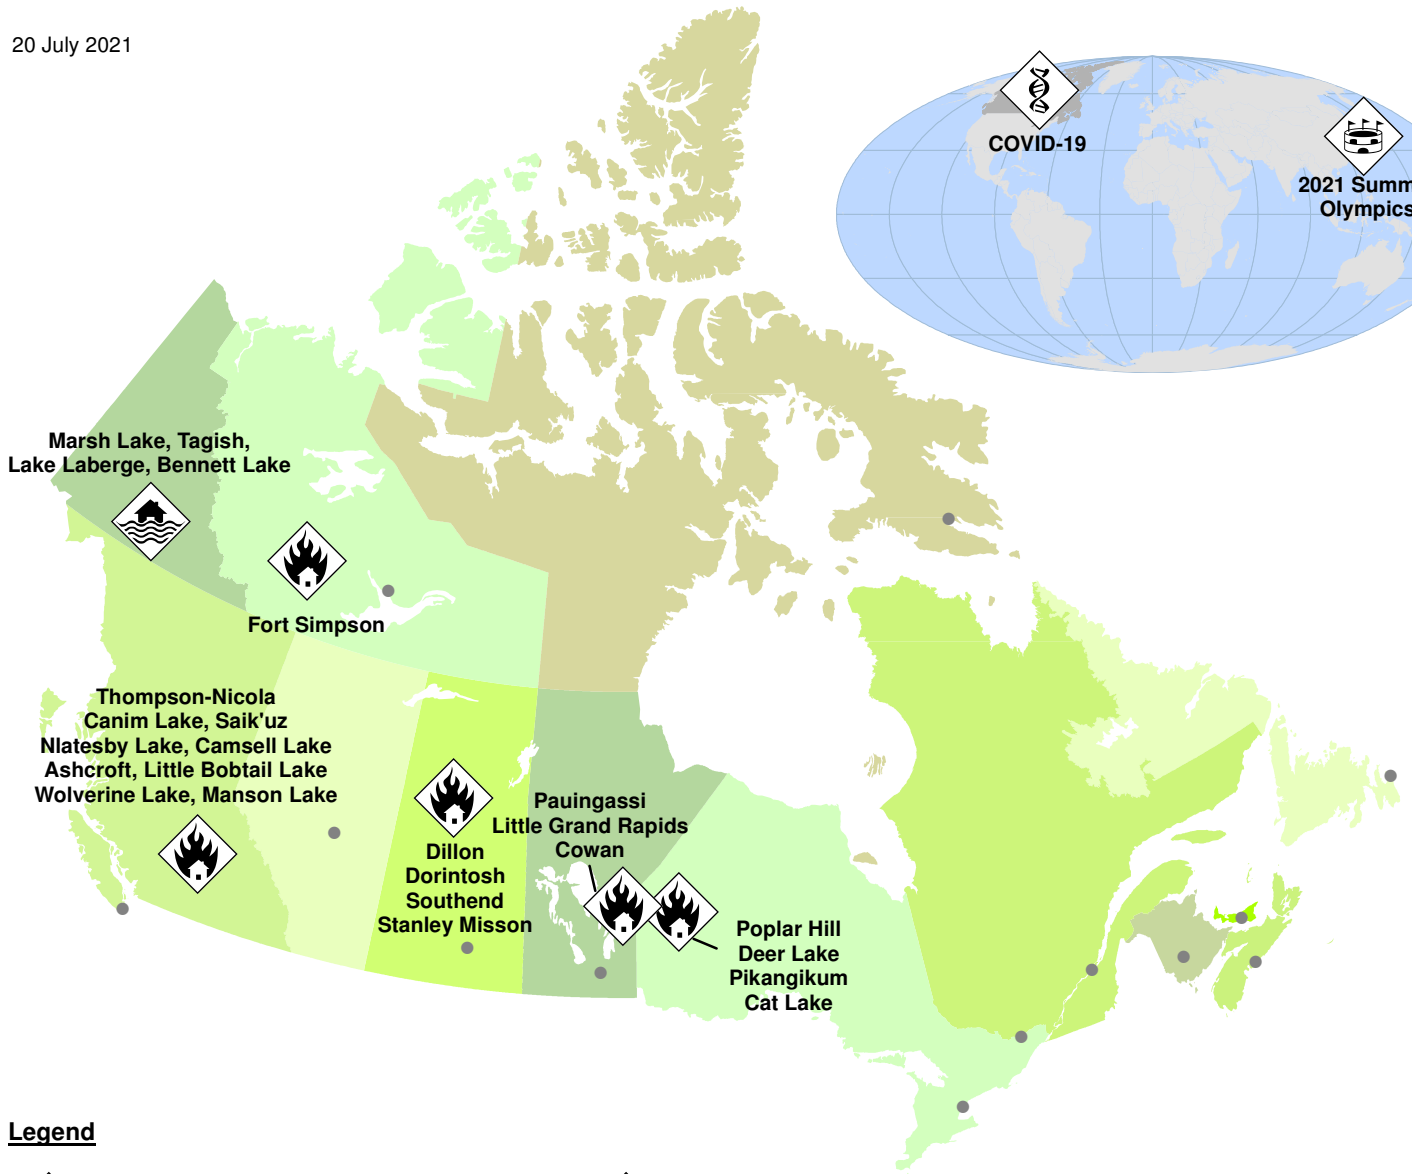 20 July 2021
COVID-19
2021 Summ
Olympics
Marsh Lake, Tagish,
Lake Laberge, Bennett Lake
Fort Simpson
Thompson-Nicola
Canim Lake, Saik'uz
Nlatesby Lake, Camsell Lake
Ashcroft, Little Bobtail Lake
Wolverine Lake, Manson Lake
Dillon
Dorintosh
Southend
Stanley Misson
Pauingassi
Little Grand Rapids
Cowan
Poplar Hill
Deer Lake
Pikangikum
Cat Lake
Legend